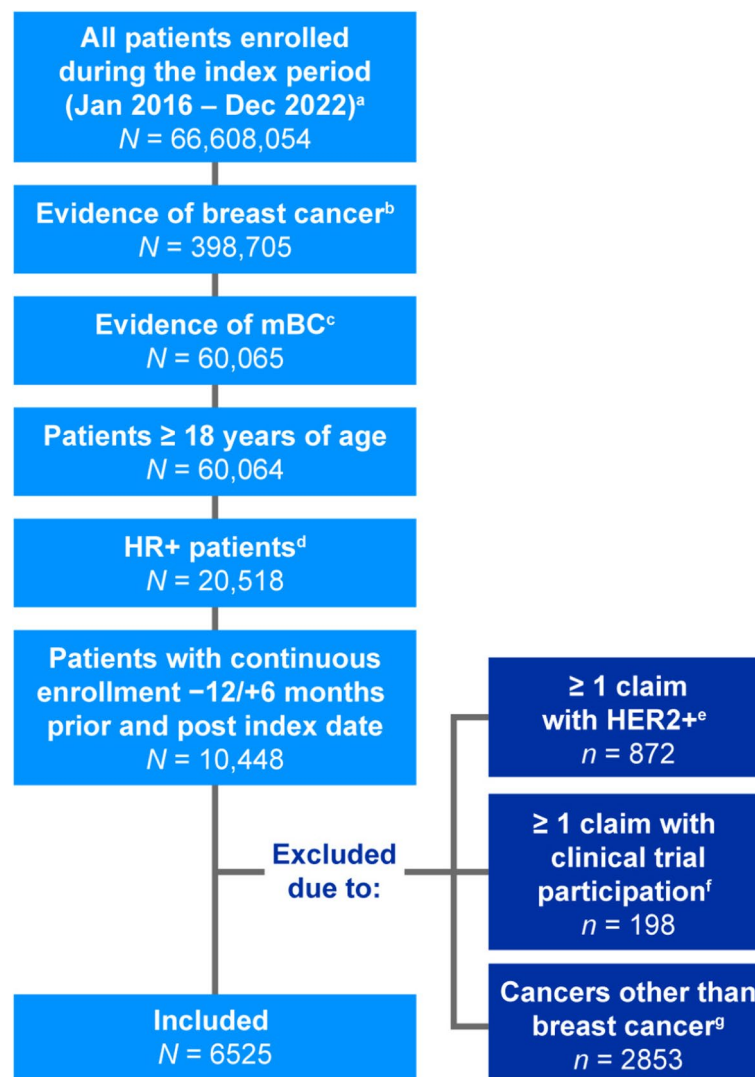 All patients enrolled
during the index period
(Jan 2016 – Dec 2022)ᵃ
N = 66,608,054
Evidence of breast cancerᵇ
N = 398,705
Evidence of mBCᶜ
N = 60,065
Patients ≥ 18 years of age
N = 60,064
HR+ patientsᵈ
N = 20,518
Patients with continuous
enrollment −12/+6 months
prior and post index date
N = 10,448
Excluded
due to:
≥ 1 claim
with HER2+ᵉ
n = 872
≥ 1 claim with
clinical trial
participationᶠ
n = 198
Cancers other than
breast cancerᵍ
n = 2853
Included
N = 6525